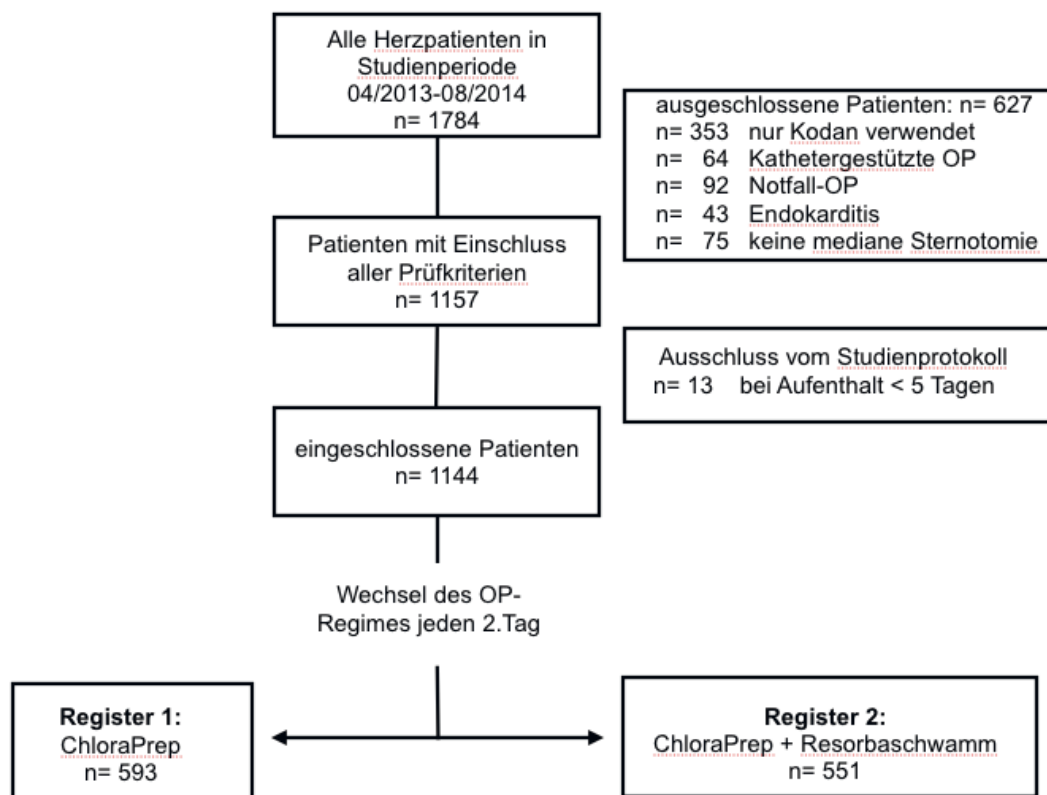 Alle Herzpatienten in
Studienperiode
04/2013-08/2014
n= 1784
ausgeschlossene Patienten: n= 627
n= 353 nur Kodan verwendet
n= 64 Kathetergestützte OP
n= 92 Notfall-OP
n= 43 Endokarditis
n= 75 keine mediane Sternotomie
Patienten mit Einschluss
aller Prüfkriterien
n= 1157
Ausschluss vom Studienprotokoll
n= 13 bei Aufenthalt < 5 Tagen
eingeschlossene Patienten
n= 1144
Wechsel des OP-
Regimes jeden 2.Tag
Register 1:
ChloraPrep
n= 593
Register 2:
ChloraPrep + Resorbaschwamm
n= 551